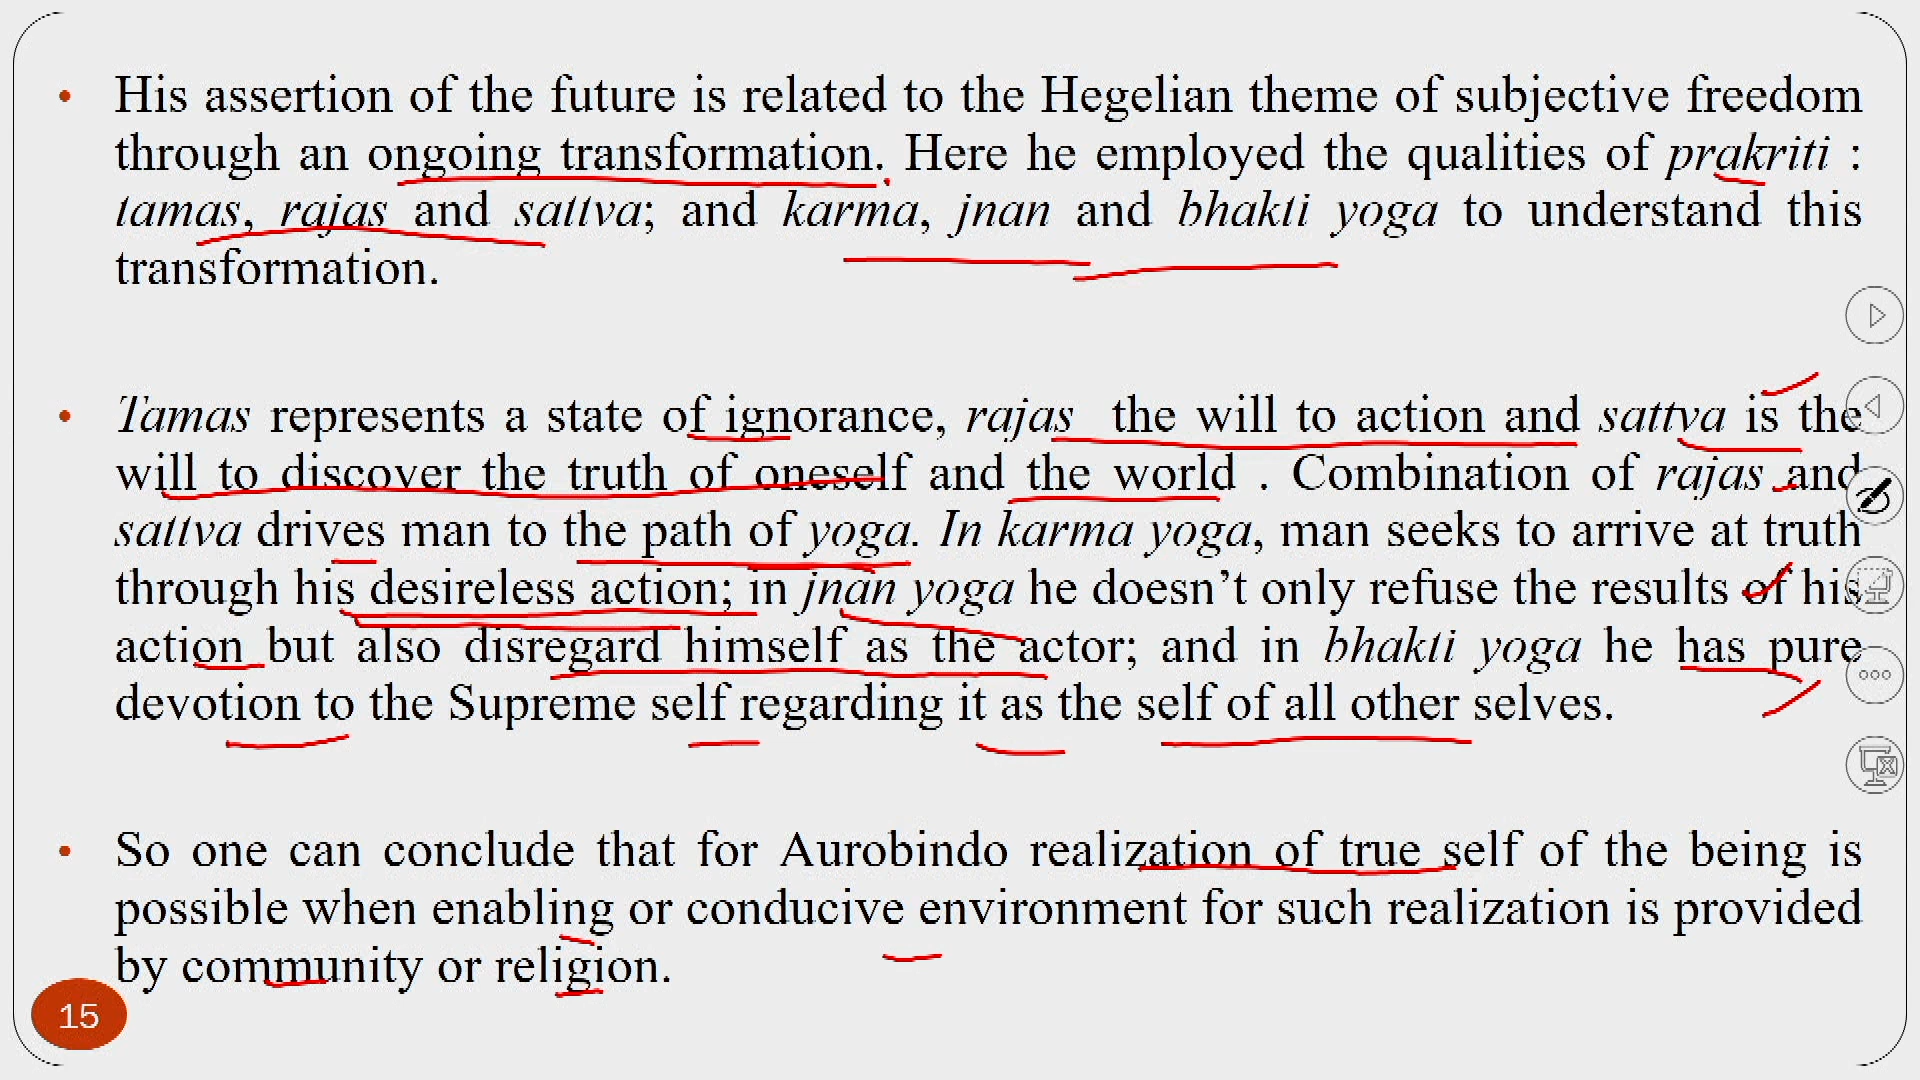 • His assertion of the future is related to the Hegelian theme of subjective freedom
through an ongoing transformation. Here he employed the qualities of prakriti :
tamas, rajas and sattva; and karma, jnan and bhakti yoga to understand this
transformation.
• Tamas represents a state of ignorance, rajas the will to action and sattva is the
will to discover the truth of oneself and the world . Combination of rajas and
sattva drives man to the path of yoga. In karma yoga, man seeks to arrive at truth
through his desireless action; in jnan yoga he doesn’t only refuse the results of his
action but also disregard himself as the actor; and in bhakti yoga he has pure
devotion to the Supreme self regarding it as the self of all other selves.
• So one can conclude that for Aurobindo realization of true self of the being is
possible when enabling or conducive environment for such realization is provided
by community or religion.
15